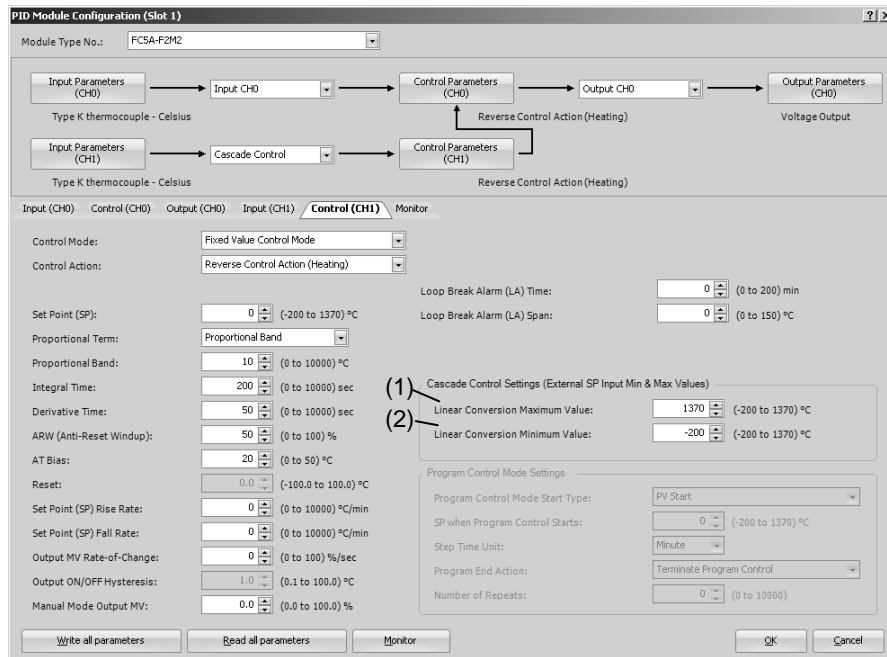 PID Module Configuration (Slot 1)
Module Type No.: FC5A-F2M2
Input Parameters (CH0)
Input CH0
Control Parameters (CH0)
Output CH0
Output Parameters (CH0)
Type K thermocouple - Celsius
Reverse Control Action (Heating)
Voltage Output
Input Parameters (CH1)
Cascade Control
Control Parameters (CH1)
Type K thermocouple - Celsius
Reverse Control Action (Heating)
Input (CH0) Control (CH0) Output (CH0) Input (CH1) Control (CH1) Monitor
Control Mode: Fixed Value Control Mode
Control Action: Reverse Control Action (Heating)
Set Point (SP): 0 (-200 to 1370) °C
Proportional Term: Proportional Band
Proportional Band: 10 (0 to 10000) °C
Integral Time: 200 (0 to 10000) sec
Derivative Time: 50 (0 to 10000) sec
ARW (Anti-Reset Windup): 50 (0 to 100) %
AT Bias: 20 (0 to 50) °C
Reset: 0.0 (-100.0 to 100.0) °C
Set Point (SP) Rise Rate: 0 (0 to 10000) °C/min
Set Point (SP) Fall Rate: 0 (0 to 10000) °C/min
Output MV Rate-of-Change: 0 (0 to 100) %/sec
Output ON/OFF Hysteresis: 1.0 (0.1 to 100.0) °C
Manual Mode Output MV: 0.0 (0.0 to 100.0) %
Loop Break Alarm (LA) Time: 0 (0 to 200) min
Loop Break Alarm (LA) Span: 0 (0 to 150) °C
Cascade Control Settings (External SP Input Min & Max Values)
(1) Linear Conversion Maximum Value: 1370 (-200 to 1370) °C
(2) Linear Conversion Minimum Value: -200 (-200 to 1370) °C
Program Control Mode Settings
Program Control Mode Start Type: PV Start
SP when Program Control Starts: 0 (-200 to 1370) °C
Step Time Unit: Minute
Program End Action: Terminate Program Control
Number of Repeats: 0 (0 to 10000)
Write all parameters Read all parameters Monitor OK Cancel